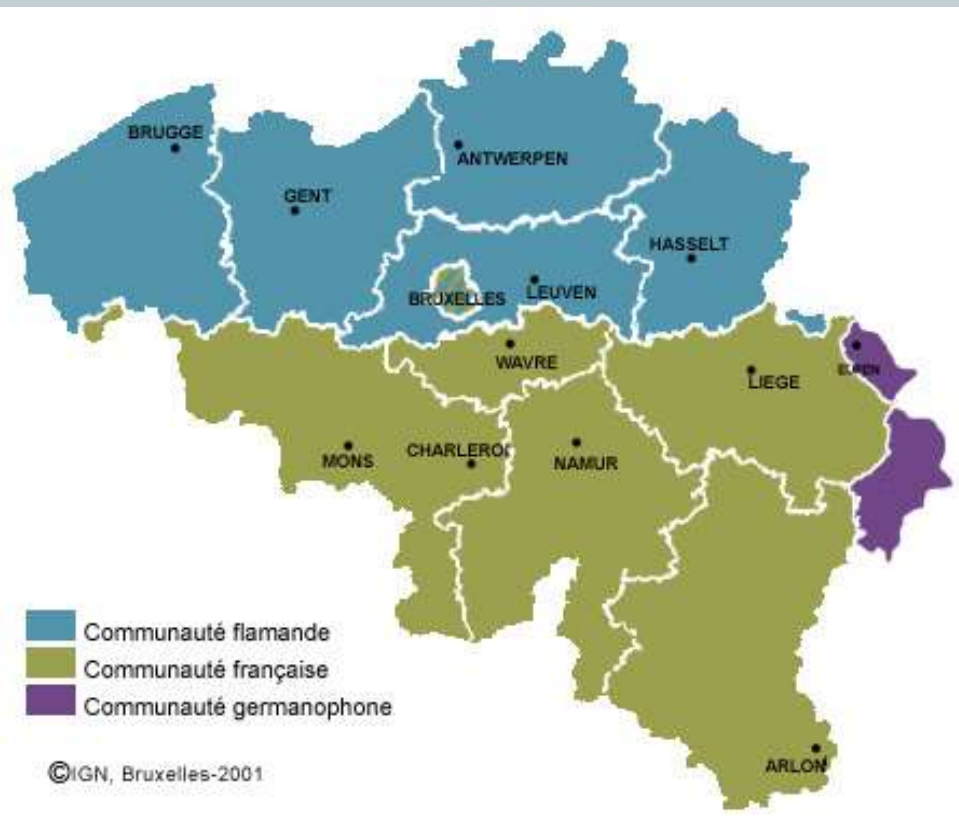 BRUGGE
ANTWERPEN
GENT
HASSELT
BRUXELLES
LEUVEN
WAVRE
EUPEN
LIEGE
CHARLEROI
MONS
NAMUR
Communauté flamande
Communauté française
Communauté germanophone
©IGN, Bruxelles-2001
ARLON